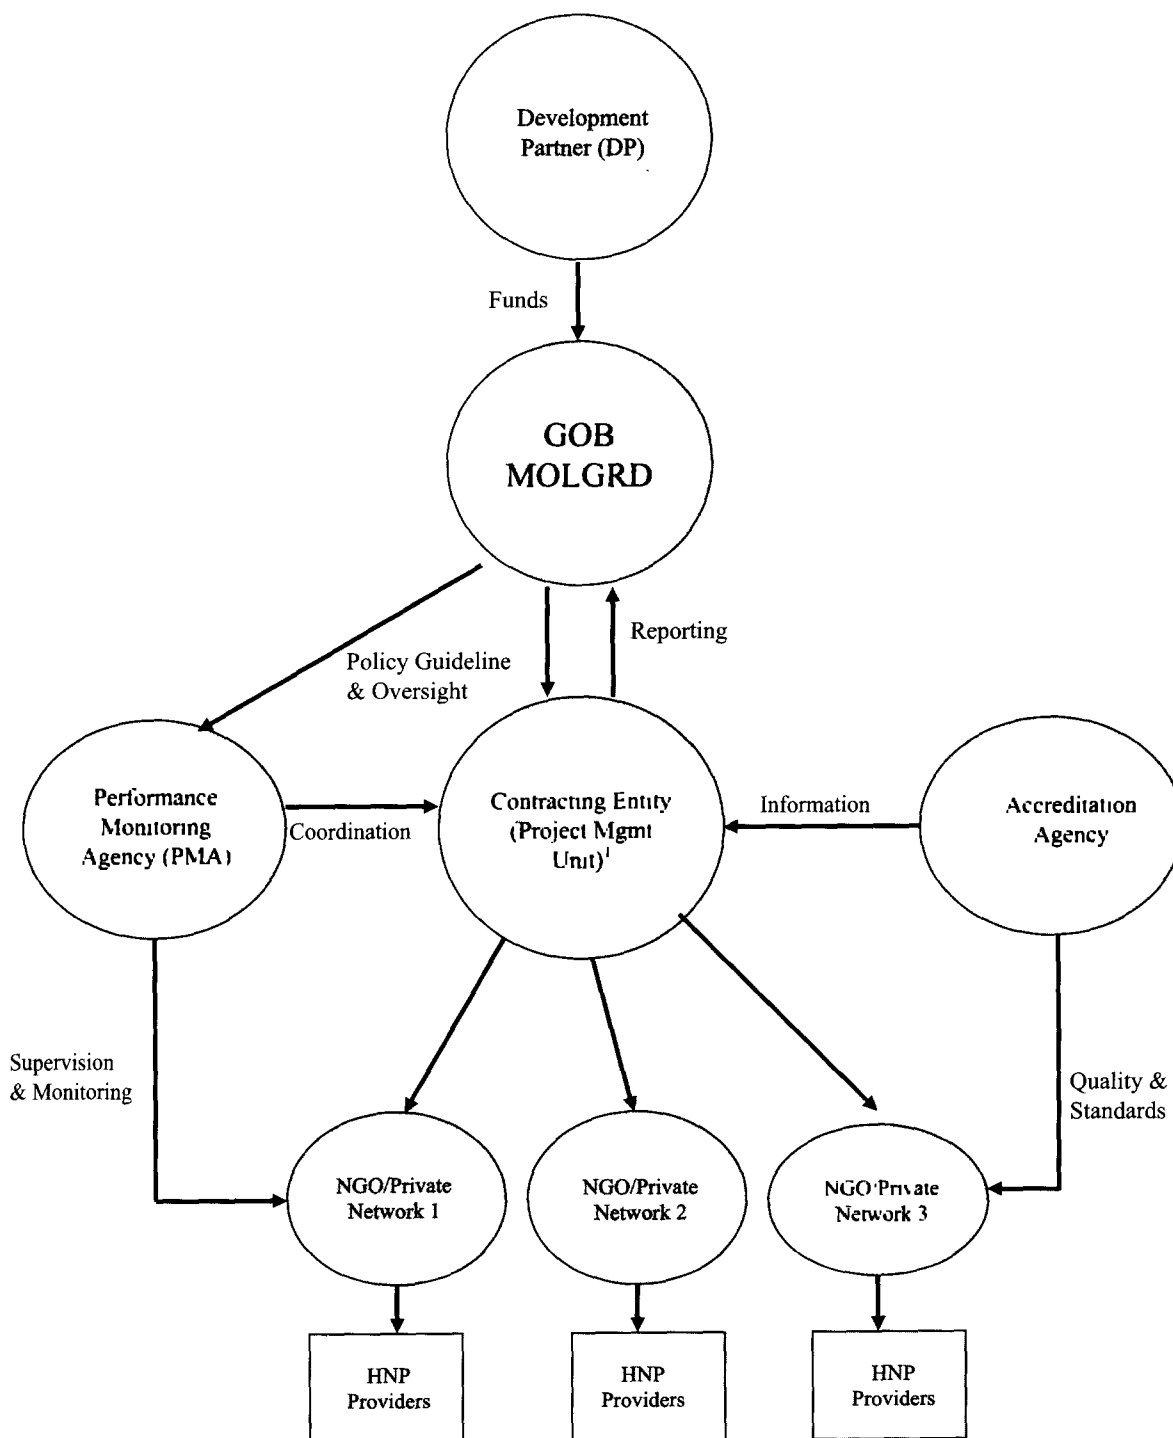 Development
Partner (DP)
Funds
GOB
MOLGRD
Reporting
Policy Guideline
& Oversight
Performance
Monitoring
Agency (PMA)
Coordination
Contracting Entity
(Project Mgmt
Unit)¹
Information
Accreditation
Agency
Supervision
& Monitoring
Quality &
Standards
NGO/Private
Network 1
NGO/Private
Network 2
NGO/Private
Network 3
HNP
Providers
HNP
Providers
HNP
Providers